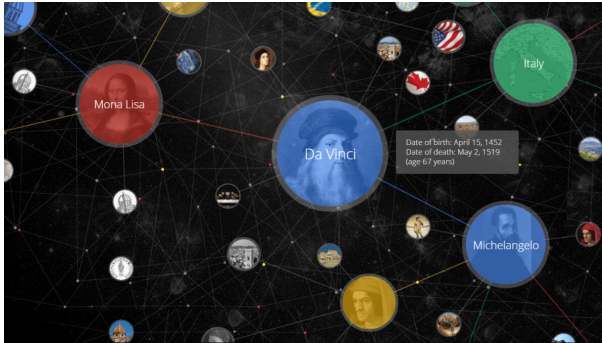 Mona Lisa
Italy
Da Vinci
Date of birth: April 15, 1452
Date of death: May 2, 1519
(age 67 years)
Michelangelo